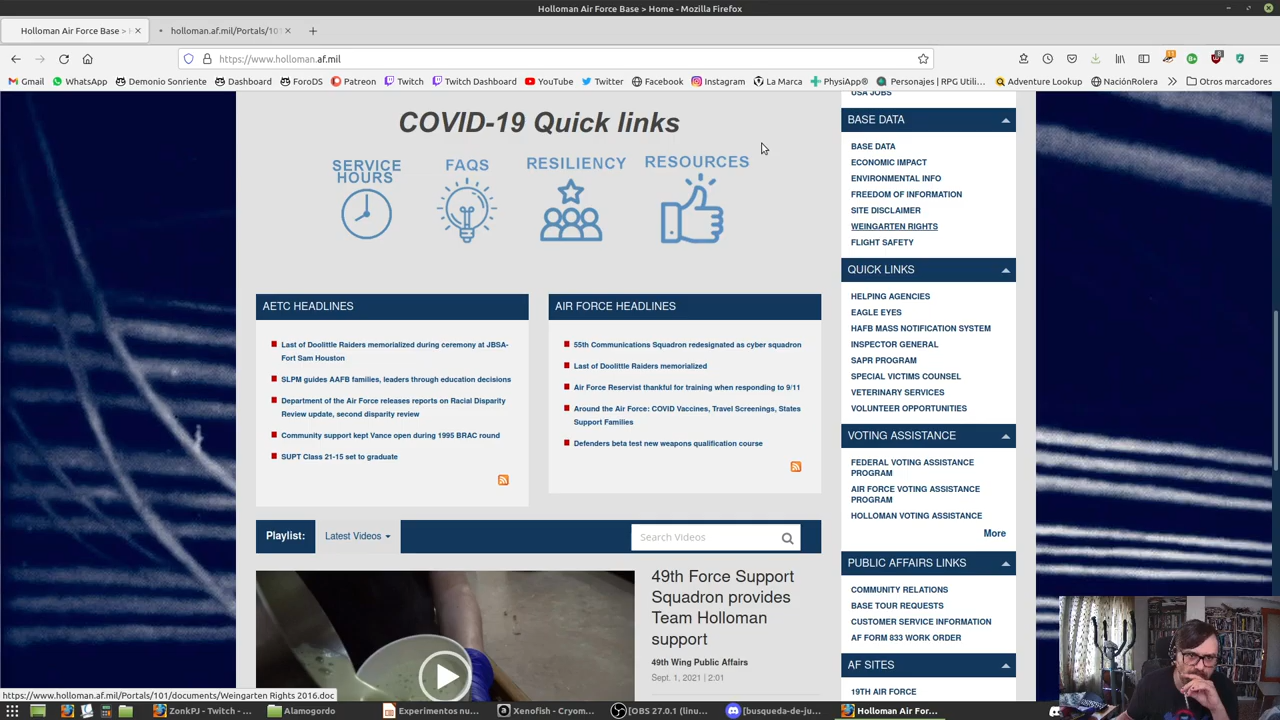 Holloman Air Force Base > Home - Mozilla Firefox
Holloman Air Force Base >
holloman.af.mil/Portals/10
https://www.holloman.af.mil
Gmail WhatsApp Demonio Sonriente Dashboard ForoDS Patreon Twitch Twitch Dashboard YouTube Twitter Facebook Instagram La Marca PhysiApp® Personajes | RPG Utili... Adventure Lookup NaciónRolera Otros marcadores
COVID-19 Quick links
SERVICE
HOURS
FAQS
RESILIENCY
RESOURCES
AETC HEADLINES
Last of Doolittle Raiders memorialized during ceremony at JBSA-
Fort Sam Houston
SLPM guides AAFB families, leaders through education decisions
Department of the Air Force releases reports on Racial Disparity
Review update, second disparity review
Community support kept Vance open during 1995 BRAC round
SUPT Class 21-15 set to graduate
AIR FORCE HEADLINES
55th Communications Squadron redesignated as cyber squadron
Last of Doolittle Raiders memorialized
Air Force Reservist thankful for training when responding to 9/11
Around the Air Force: COVID Vaccines, Travel Screenings, States
Support Families
Defenders beta test new weapons qualification course
Playlist:
Latest Videos
Search Videos
49th Force Support
Squadron provides
Team Holloman
support
49th Wing Public Affairs
Sept. 1, 2021 | 2:01
USA JOBS
BASE DATA
BASE DATA
ECONOMIC IMPACT
ENVIRONMENTAL INFO
FREEDOM OF INFORMATION
SITE DISCLAIMER
WEINGARTEN RIGHTS
FLIGHT SAFETY
QUICK LINKS
HELPING AGENCIES
EAGLE EYES
HAFB MASS NOTIFICATION SYSTEM
INSPECTOR GENERAL
SAPR PROGRAM
SPECIAL VICTIMS COUNSEL
VETERINARY SERVICES
VOLUNTEER OPPORTUNITIES
VOTING ASSISTANCE
FEDERAL VOTING ASSISTANCE
PROGRAM
AIR FORCE VOTING ASSISTANCE
PROGRAM
HOLLOMAN VOTING ASSISTANCE
More
PUBLIC AFFAIRS LINKS
COMMUNITY RELATIONS
BASE TOUR REQUESTS
CUSTOMER SERVICE INFORMATION
AF FORM 833 WORK ORDER
AF SITES
19TH AIR FORCE
https://www.holloman.af.mil/Portals/101/documents/Weingarten Rights 2016.doc
ZonkPJ - Twitch -... Alamogordo Experimentos nu... Xenofish — Cryom... [OBS 27.0.1 (linu... [busqueda-de-ju... Holloman Air For...